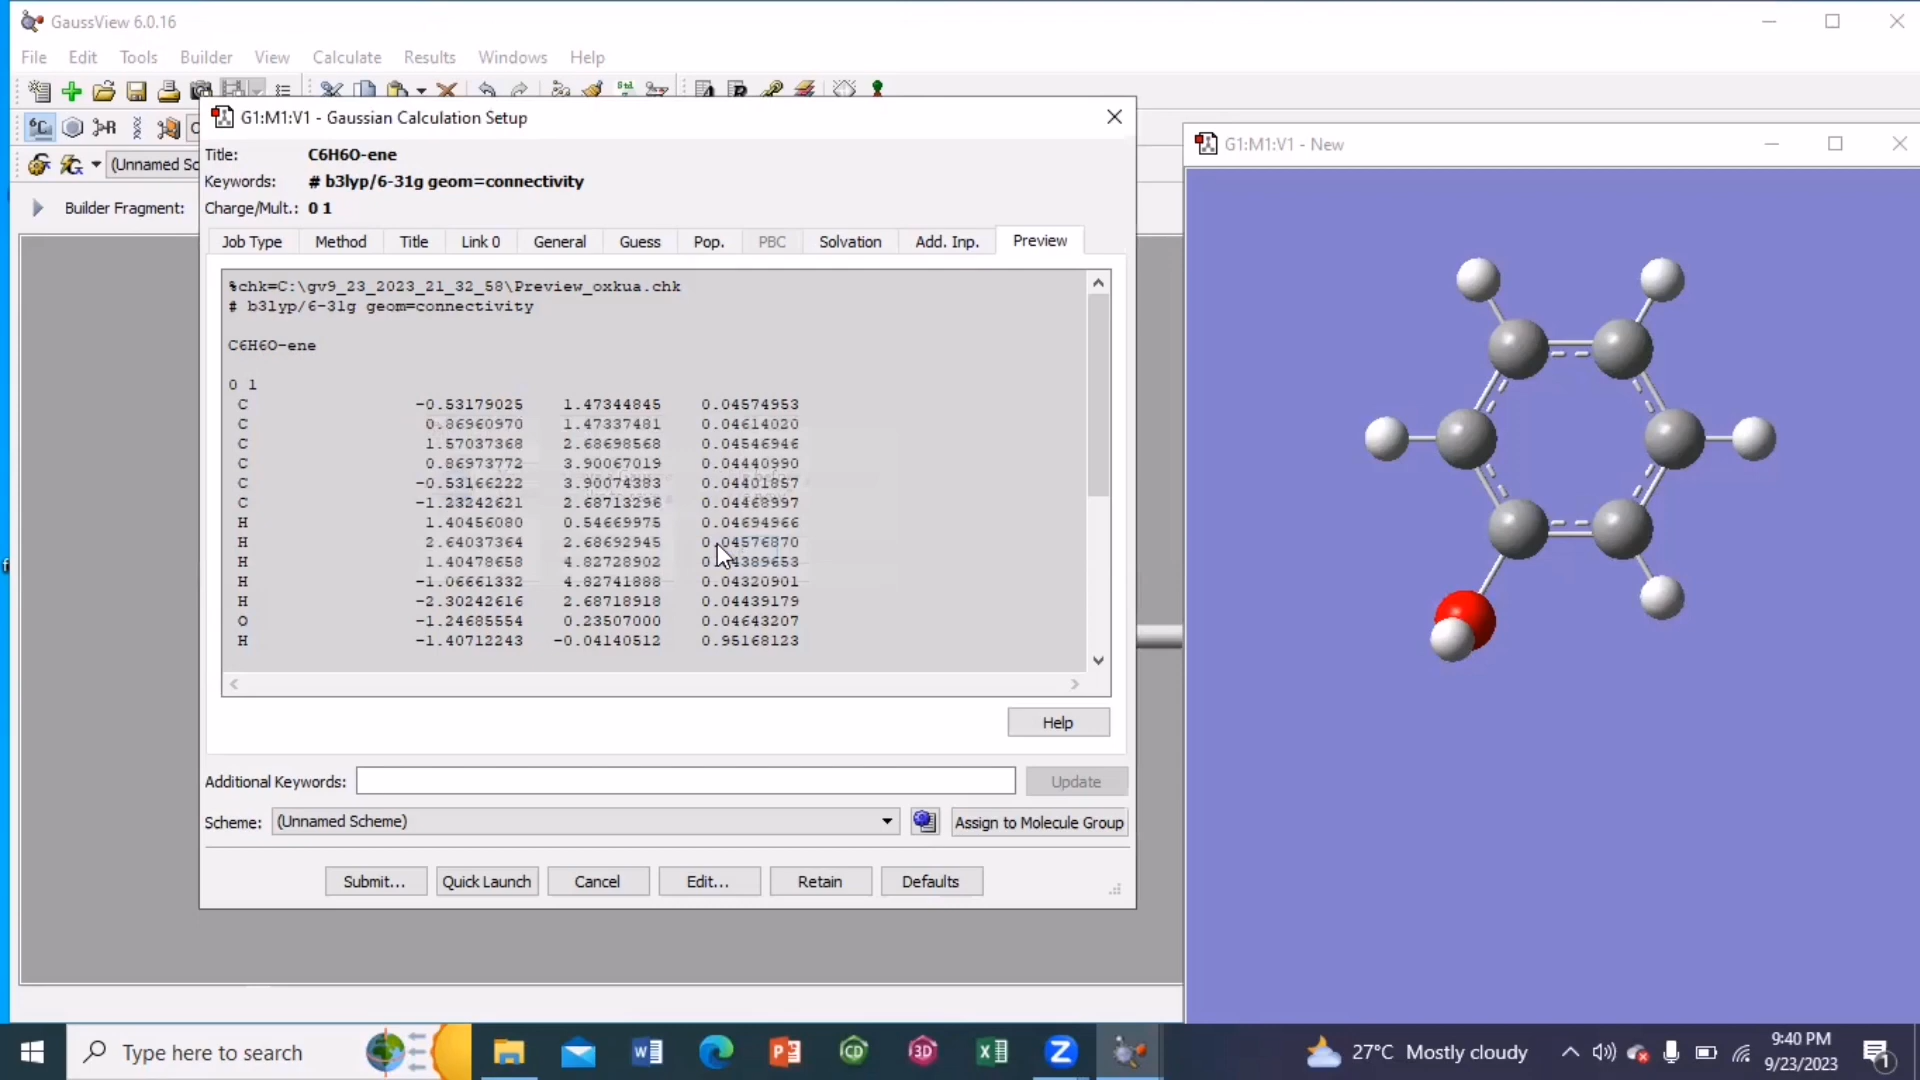 GaussView 6.0.16
File Edit Tools Builder View Calculate Results Windows Help
G1:M1:V1 - Gaussian Calculation Setup
G1:M1:V1 - New
Title: C6H6O-ene
Keywords: # b3lyp/6-31g geom=connectivity
(Unnamed Sc
Charge/Mult.: 0 1
Builder Fragment:
Job Type Method Title Link 0 General Guess Pop. PBC Solvation Add. Inp. Preview
%chk=C:\gv9_23_2023_21_32_58\Preview_oxkua.chk
# b3lyp/6-31g geom=connectivity
C6H6O-ene
0 1
C -0.53179025 1.47344845 0.04574953
C 0.86960970 1.47337481 0.04614020
C 1.57037368 2.68698568 0.04546946
C 0.86973772 3.90067019 0.04440990
C -0.53166222 3.90074383 0.04401857
C -1.23242621 2.68713296 0.04468997
H 1.40456080 0.54669975 0.04694966
H 2.64037364 2.68692945 0.04576870
H 1.40478658 4.82728902 0.04389653
H -1.06661332 4.82741888 0.04320901
H -2.30242616 2.68718918 0.04439179
O -1.24685554 0.23507000 0.04643207
H -1.40712243 -0.04140512 0.95168123
Help
Additional Keywords: Update
Scheme: (Unnamed Scheme) Assign to Molecule Group
Submit... Quick Launch Cancel Edit... Retain Defaults
Type here to search
27°C Mostly cloudy
9:40 PM
9/23/2023
1